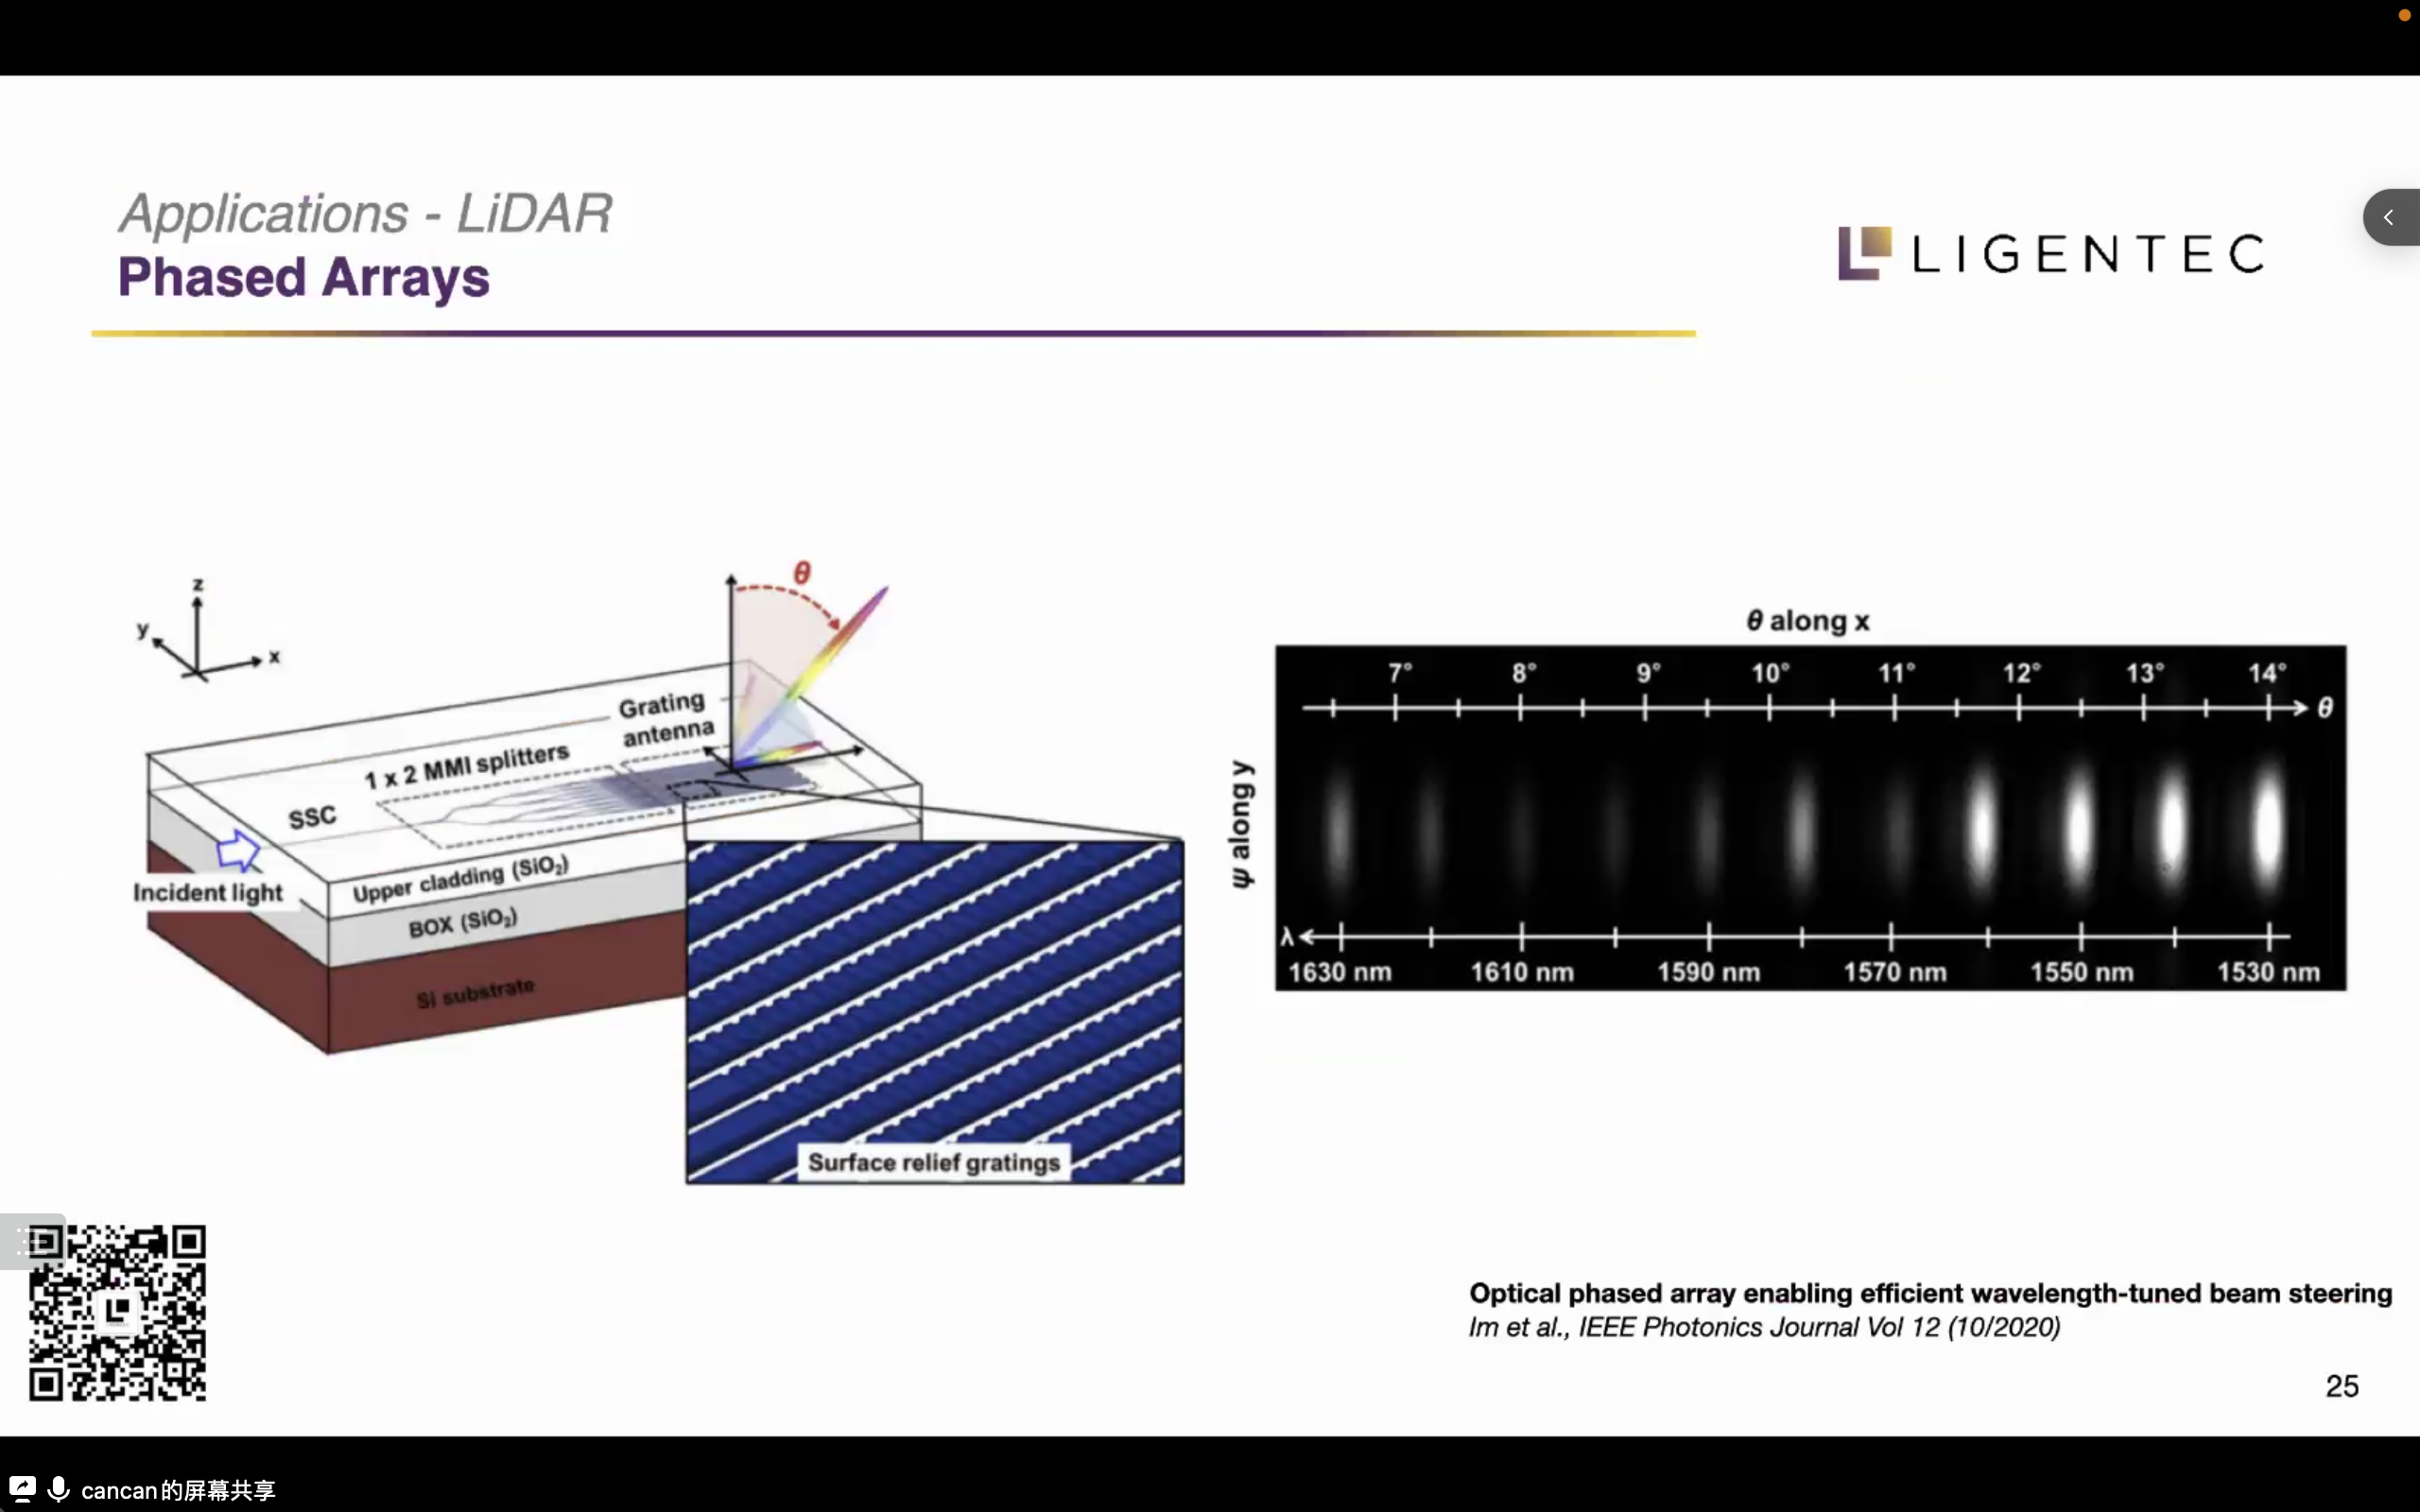 Applications - LiDAR
Phased Arrays
LIGENTEC
z
y
x
θ
Grating
antenna
1 x 2 MMI splitters
SSC
Incident light
Upper cladding (SiO₂)
BOX (SiO₂)
Si substrate
Surface relief gratings
θ along x
7° 8° 9° 10° 11° 12° 13° 14°
θ
ψ along y
λ
1630 nm 1610 nm 1590 nm 1570 nm 1550 nm 1530 nm
Optical phased array enabling efficient wavelength-tuned beam steering
Im et al., IEEE Photonics Journal Vol 12 (10/2020)
25
cancan的屏幕共享